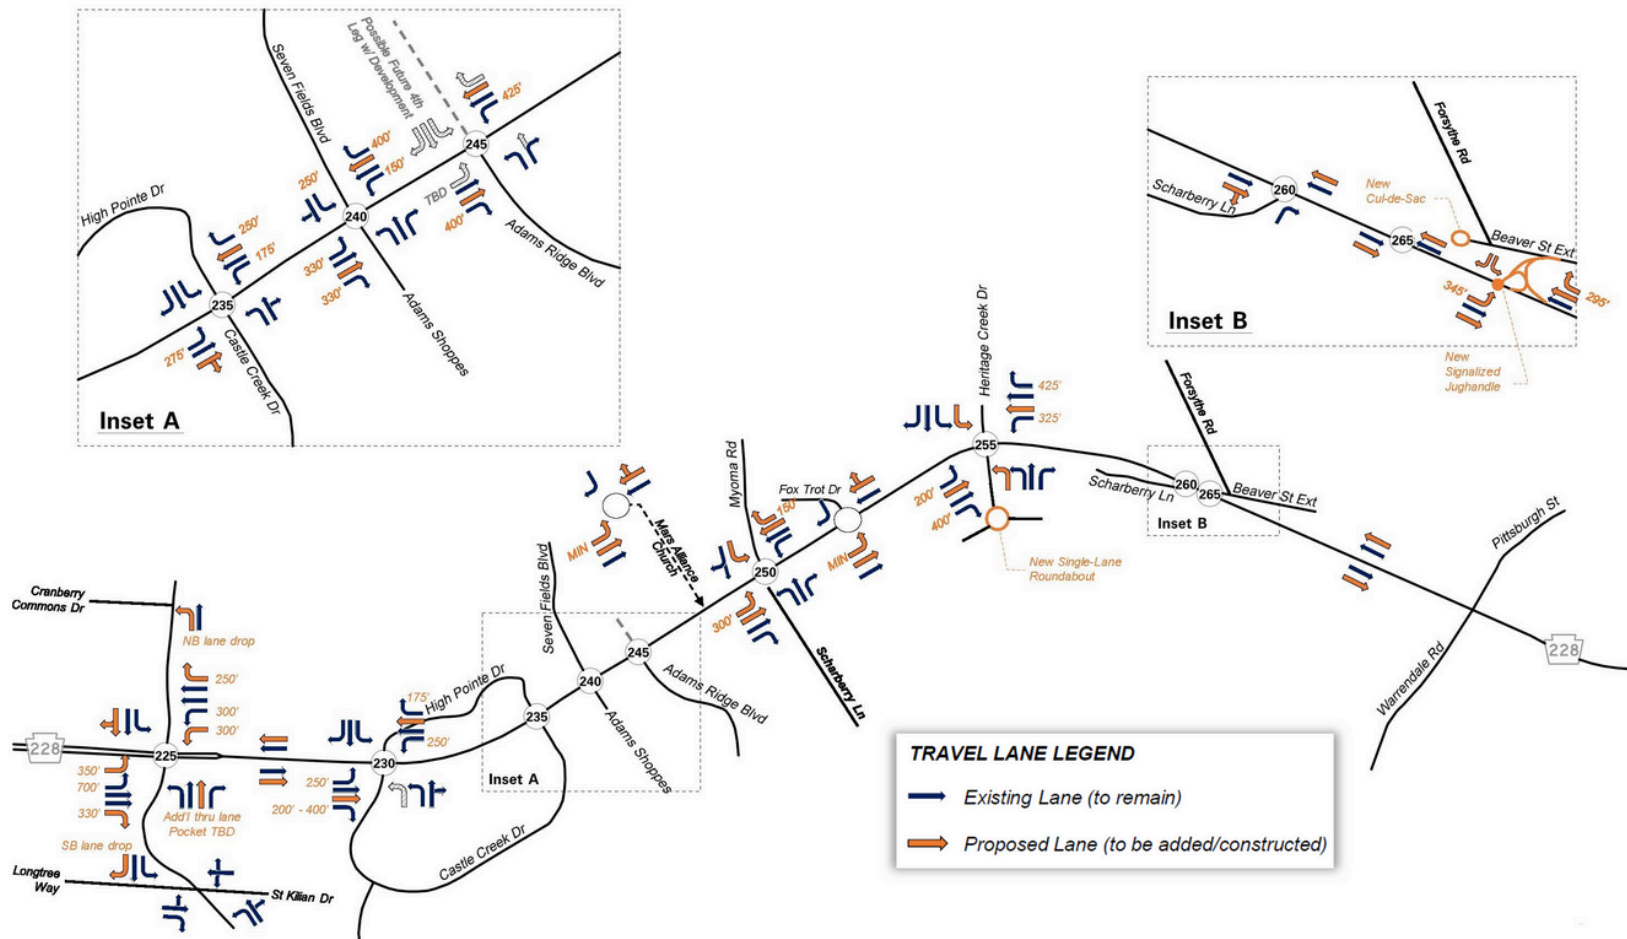 Possible Future 4th
Leg w/ Development
Seven Fields Blvd
425'
245
400'
150'
250'
TBD
400'
High Pointe Dr
240
Adams Ridge Blvd
250'
175'
330'
330'
235
Adams Shoppes
275'
Castle Creek Dr
Inset A
Forsythe Rd
260
Scharberry Ln
New
Cul-de-Sac
265
Beaver St Ext
345'
295'
Inset B
New
Signalized
Jughandle
Heritage Creek Dr
425'
325'
255
Forsythe Rd
Myoma Rd
Fox Trot Dr
200'
400'
260
265
Scharberry Ln
Beaver St Ext
Inset B
Pittsburgh St
150'
MIN
Mars Alliance
Church
MIN
250
New Single-Lane
Roundabout
300'
Scharberry Ln
Cranberry
Commons Dr
NB lane drop
Seven Fields Blvd
245
Adams Ridge Blvd
240
Adams Shoppes
High Pointe Dr
235
Inset A
Warrendale Rd
228
250'
300'
300'
175'
250'
228
225
230
350'
700'
330'
250'
200' - 400'
Add'l thru lane
Pocket TBD
Castle Creek Dr
SB lane drop
Longtree
Way
St Kilian Dr
TRAVEL LANE LEGEND
Existing Lane (to remain)
Proposed Lane (to be added/constructed)